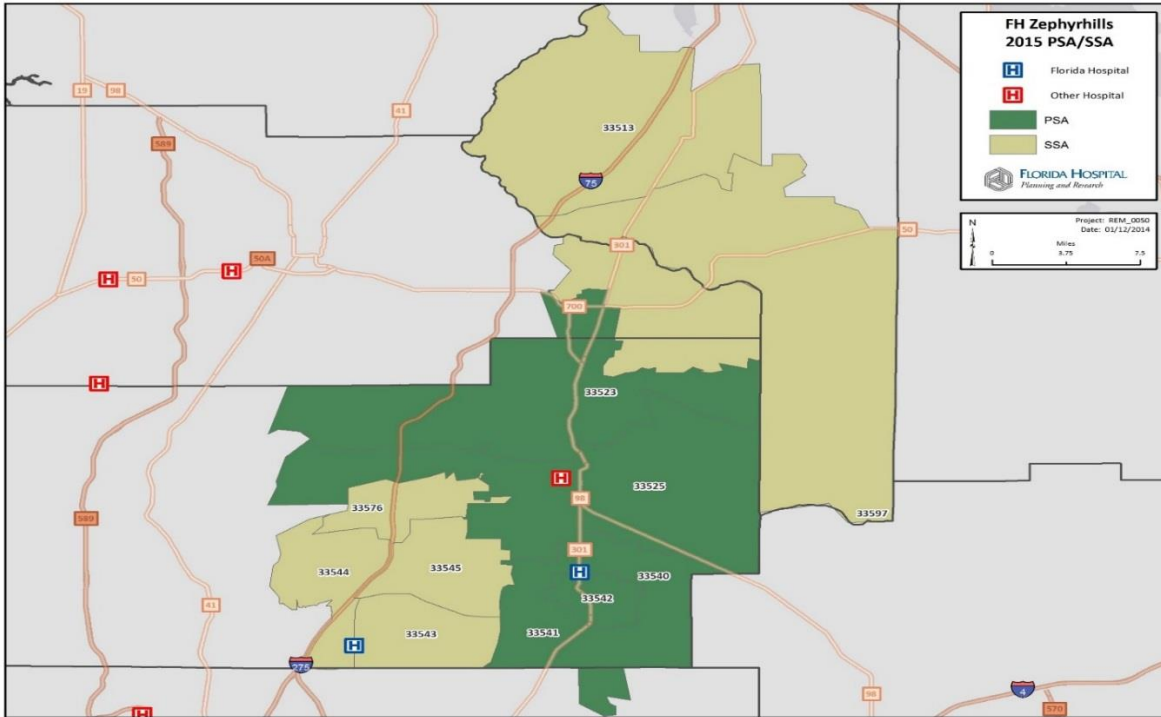 FH Zephyrhills
2015 PSA/SSA
H Florida Hospital
H Other Hospital
PSA
SSA
FLORIDA HOSPITAL
Planning and Research
N
Project: REM_0050
Date: 01/12/2014
Miles
0 3.75 7.5
19
98
41
589
33513
75
50
301
50A
H
H
50
700
H
33523
H
33525
98
33576
589
33597
301
33544
33545
H
33540
33542
41
33541
33543
H
275
4
98
570
H